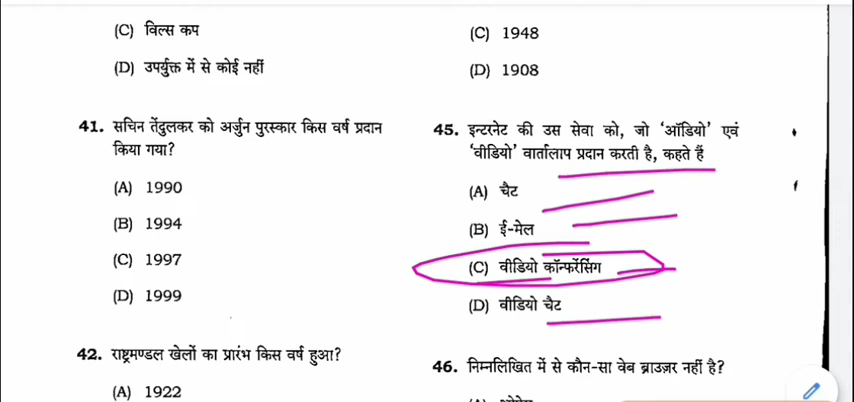 (C) विल्स कप
(D) उपर्युक्त में से कोई नहीं
41. सचिन तेंदुलकर को अर्जुन पुरस्कार किस वर्ष प्रदान
किया गया?
(A) 1990
(B) 1994
(C) 1997
(D) 1999
42. राष्ट्रमण्डल खेलों का प्रारंभ किस वर्ष हुआ?
(A) 1922
(C) 1948
(D) 1908
45. इन्टरनेट की उस सेवा को, जो ‘ऑडियो’ एवं
‘वीडियो’ वार्तालाप प्रदान करती है, कहते हैं
(A) चैट
(B) ई-मेल
(C) वीडियो कॉन्फरेंसिंग
(D) वीडियो चैट
46. निम्नलिखित में से कौन-सा वेब ब्राउज़र नहीं है?